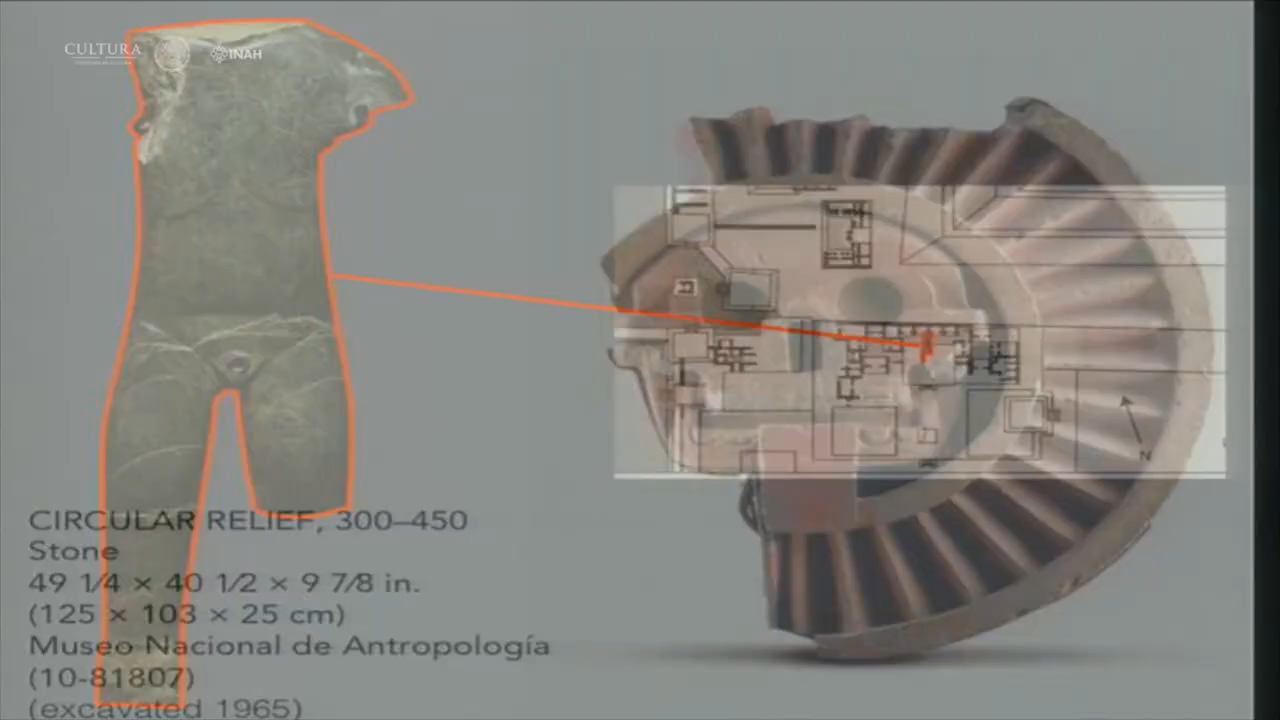 CULTURA
INAH
N
CIRCULAR RELIEF, 300–450
Stone
49 1/4 × 40 1/2 × 9 7/8 in.
(125 × 103 × 25 cm)
Museo Nacional de Antropología
(10-81807)
(excavated 1965)